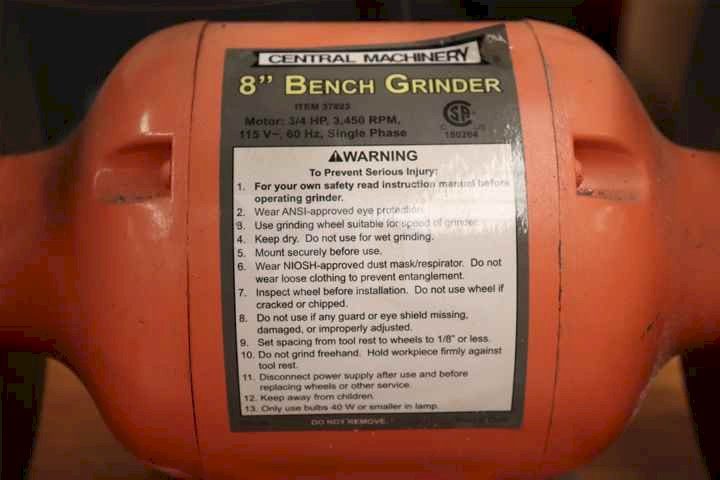 CENTRAL MACHINERY
8" BENCH GRINDER
ITEM 37823
Motor: 3/4 HP, 3,450 RPM,
115 V~, 60 Hz, Single Phase
SA
C US
180264
WARNING
To Prevent Serious Injury:
1. For your own safety read instruction manual before
operating grinder.
2. Wear ANSI-approved eye protection.
3. Use grinding wheel suitable for speed of grinder.
4. Keep dry. Do not use for wet grinding.
5. Mount securely before use.
6. Wear NIOSH-approved dust mask/respirator. Do not
wear loose clothing to prevent entanglement.
7. Inspect wheel before installation. Do not use wheel if
cracked or chipped.
8. Do not use if any guard or eye shield missing,
damaged, or improperly adjusted.
9. Set spacing from tool rest to wheels to 1/8" or less.
10. Do not grind freehand. Hold workpiece firmly against
tool rest.
11. Disconnect power supply after use and before
replacing wheels or other service.
12. Keep away from children.
13. Only use bulbs 40 W or smaller in lamp.
DO NOT REMOVE.